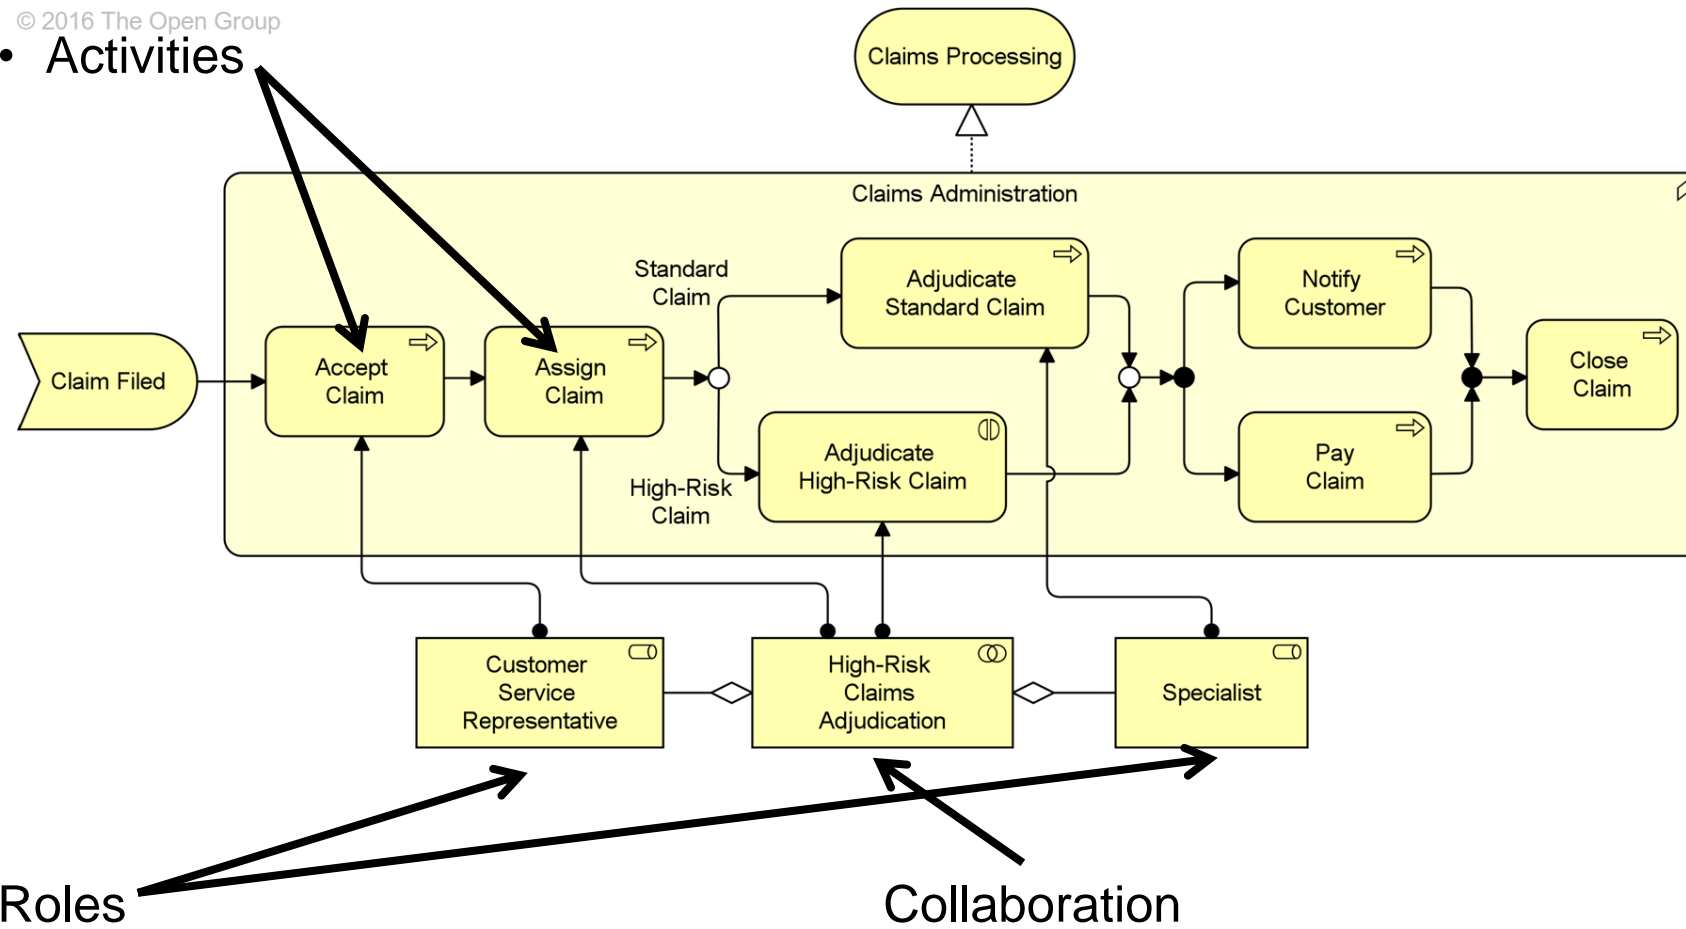 © 2016 The Open Group
• Activities
Claims Processing
Claims Administration
Standard
Claim
Adjudicate
Standard Claim
Notify
Customer
Claim Filed
Accept
Claim
Assign
Claim
Close
Claim
High-Risk
Claim
Adjudicate
High-Risk Claim
Pay
Claim
Customer
Service
Representative
High-Risk
Claims
Adjudication
Specialist
Roles
Collaboration